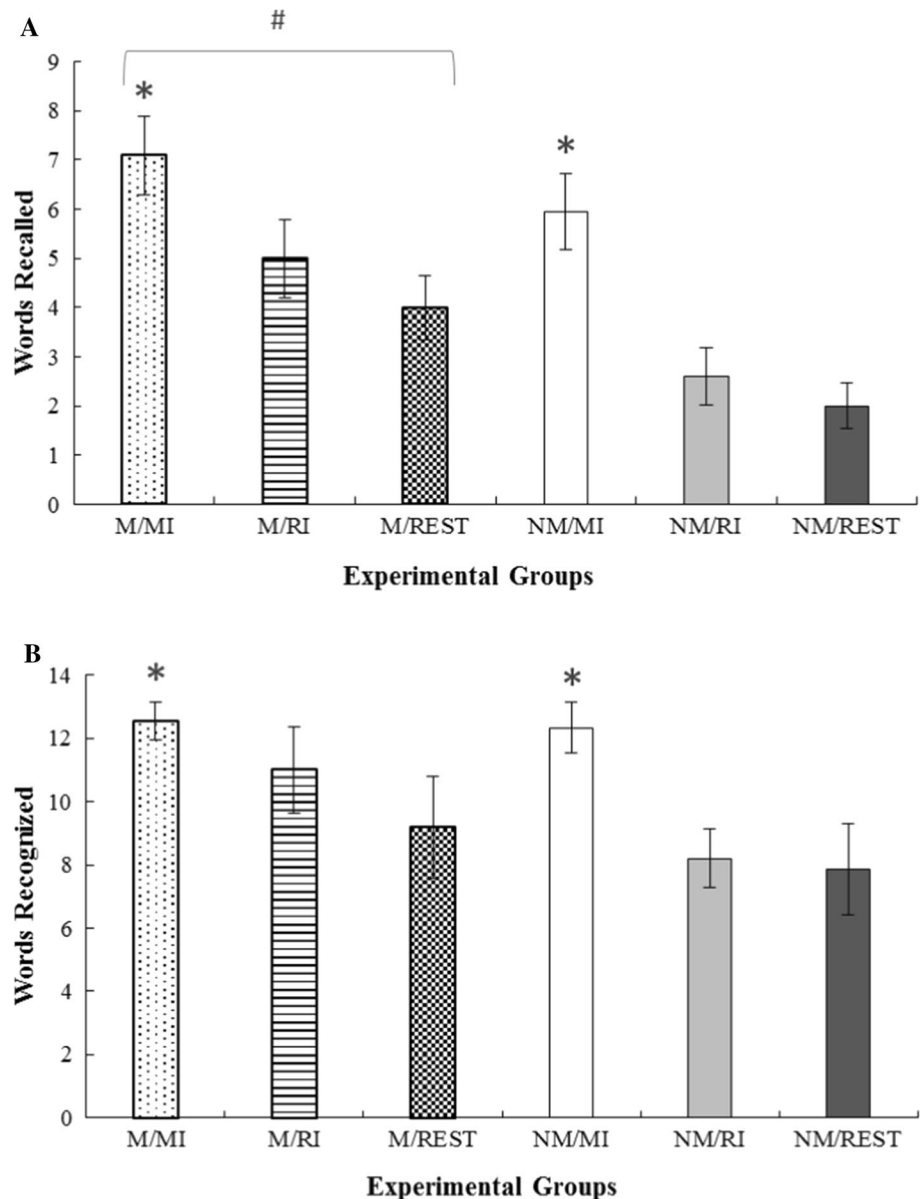 A
#
9
8
7
6
5
4
3
2
1
0
Words Recalled
*
*
M/MI M/RI M/REST NM/MI NM/RI NM/REST
Experimental Groups
B
14
12
10
8
6
4
2
0
Words Recognized
*
*
M/MI M/RI M/REST NM/MI NM/RI NM/REST
Experimental Groups